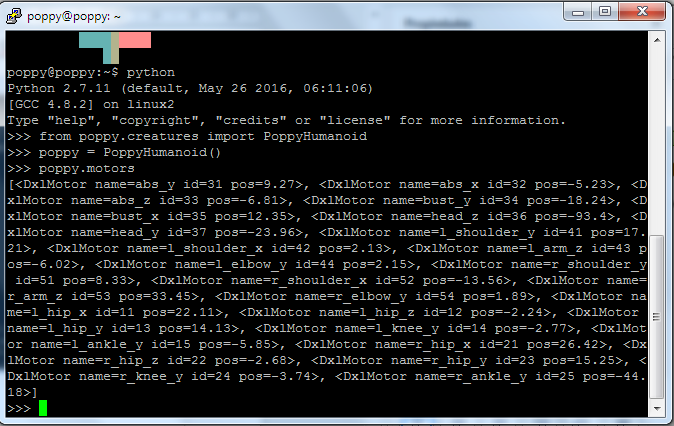 poppy@poppy: ~
poppy@poppy:~$ python
Python 2.7.11 (default, May 26 2016, 06:11:06)
[GCC 4.8.2] on linux2
Type "help", "copyright", "credits" or "license" for more information.
>>> from poppy.creatures import PoppyHumanoid
>>> poppy = PoppyHumanoid()
>>> poppy.motors
[<DxlMotor name=abs_y id=31 pos=9.27>, <DxlMotor name=abs_x id=32 pos=-5.23>, <D
xlMotor name=abs_z id=33 pos=-6.81>, <DxlMotor name=bust_y id=34 pos=-18.24>, <D
xlMotor name=bust_x id=35 pos=12.35>, <DxlMotor name=head_z id=36 pos=-93.4>, <D
xlMotor name=head_y id=37 pos=-23.96>, <DxlMotor name=l_shoulder_y id=41 pos=17.
21>, <DxlMotor name=l_shoulder_x id=42 pos=2.13>, <DxlMotor name=l_arm_z id=43 p
os=-6.02>, <DxlMotor name=l_elbow_y id=44 pos=2.15>, <DxlMotor name=r_shoulder_y
 id=51 pos=8.33>, <DxlMotor name=r_shoulder_x id=52 pos=-13.56>, <DxlMotor name=
r_arm_z id=53 pos=33.45>, <DxlMotor name=r_elbow_y id=54 pos=1.89>, <DxlMotor na
me=l_hip_x id=11 pos=22.11>, <DxlMotor name=l_hip_z id=12 pos=-2.24>, <DxlMotor
name=l_hip_y id=13 pos=14.13>, <DxlMotor name=l_knee_y id=14 pos=-2.77>, <DxlMot
or name=l_ankle_y id=15 pos=-5.85>, <DxlMotor name=r_hip_x id=21 pos=26.42>, <Dx
lMotor name=r_hip_z id=22 pos=-2.68>, <DxlMotor name=r_hip_y id=23 pos=15.25>, <
DxlMotor name=r_knee_y id=24 pos=-3.74>, <DxlMotor name=r_ankle_y id=25 pos=-44.
18>]
>>>